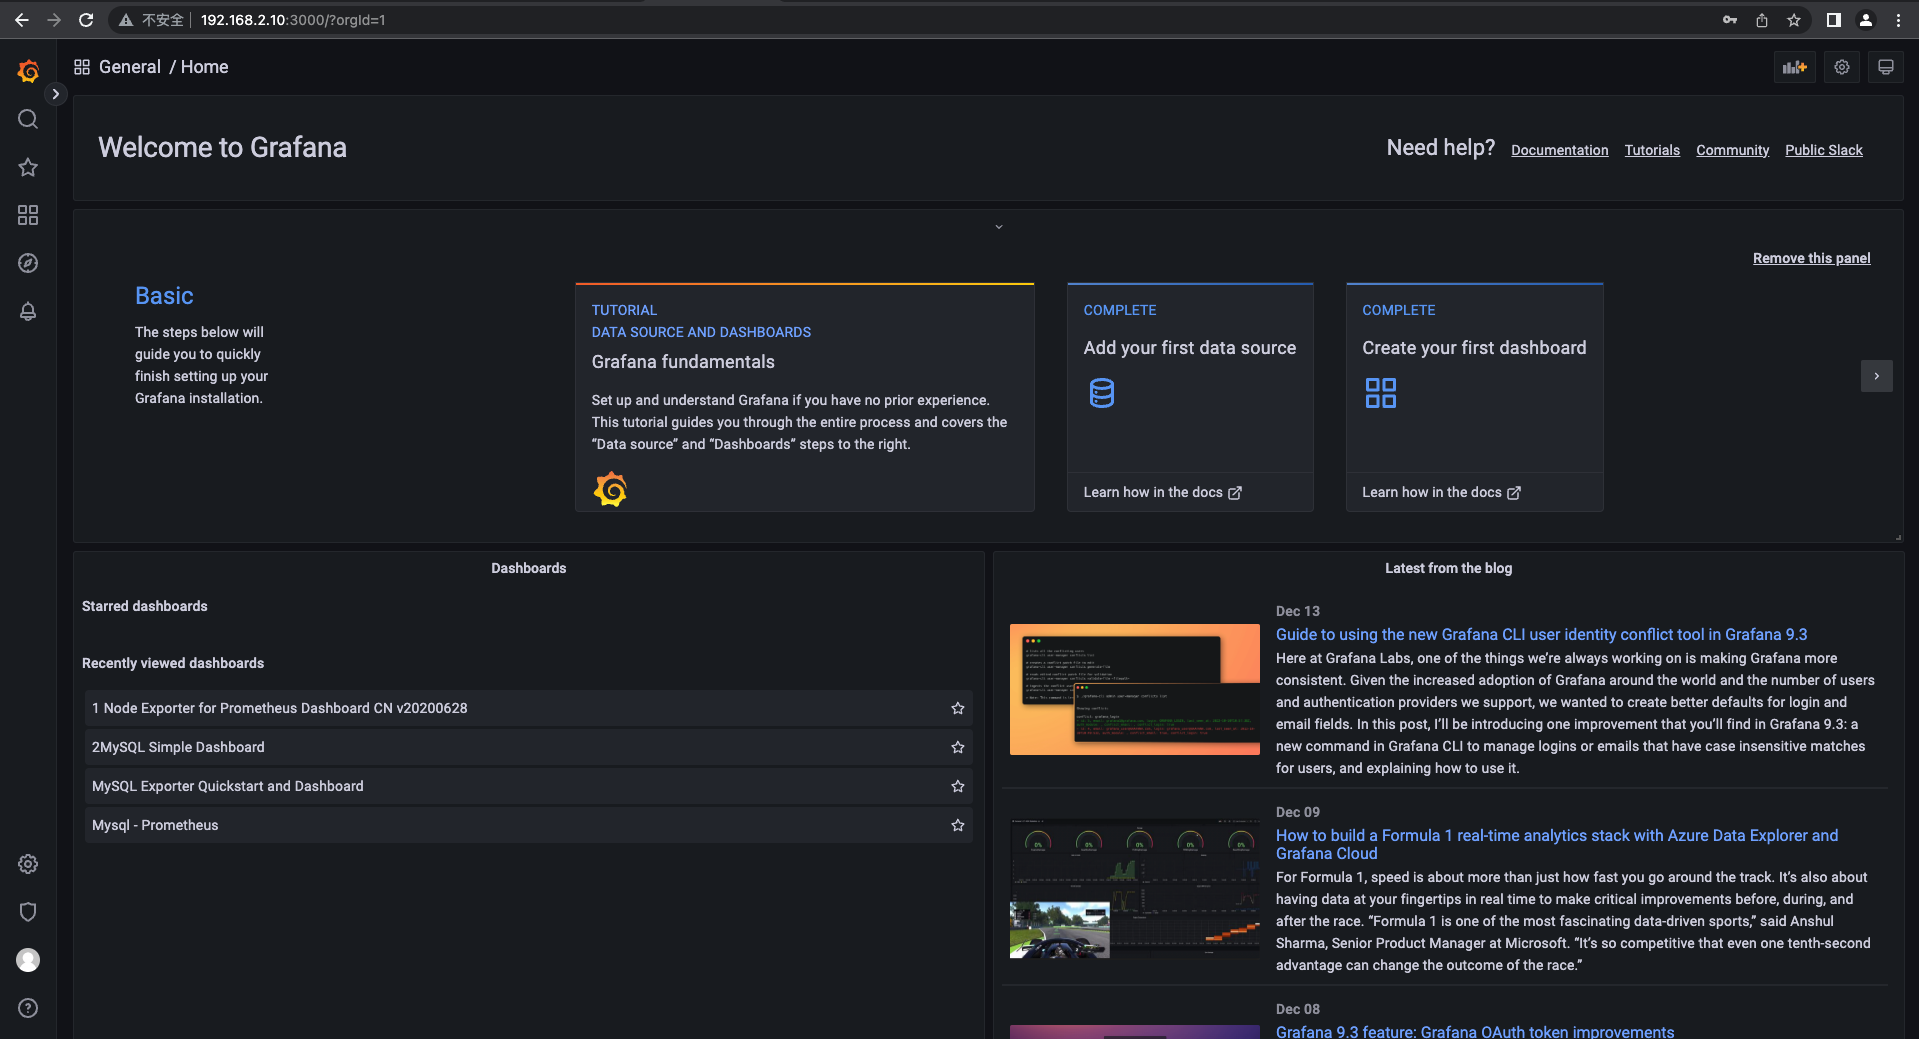 不安全 192.168.2.10:3000/?orgId=1
General / Home
Welcome to Grafana
Need help? Documentation Tutorials Community Public Slack
Remove this panel
Basic
The steps below will
guide you to quickly
finish setting up your
Grafana installation.
TUTORIAL
DATA SOURCE AND DASHBOARDS
Grafana fundamentals
Set up and understand Grafana if you have no prior experience.
This tutorial guides you through the entire process and covers the
“Data source” and “Dashboards” steps to the right.
COMPLETE
Add your first data source
Learn how in the docs
COMPLETE
Create your first dashboard
Learn how in the docs
Dashboards
Starred dashboards
Recently viewed dashboards
1 Node Exporter for Prometheus Dashboard CN v20200628
2MySQL Simple Dashboard
MySQL Exporter Quickstart and Dashboard
Mysql - Prometheus
Latest from the blog
Dec 13
Guide to using the new Grafana CLI user identity conflict tool in Grafana 9.3
Here at Grafana Labs, one of the things we’re always working on is making Grafana more
consistent. Given the increased adoption of Grafana around the world and the number of users
and authentication providers we support, we wanted to create better defaults for login and
email fields. In this post, I’ll be introducing one improvement that you’ll find in Grafana 9.3: a
new command in Grafana CLI to manage logins or emails that have case insensitive matches
for users, and explaining how to use it.
Dec 09
How to build a Formula 1 real-time analytics stack with Azure Data Explorer and
Grafana Cloud
For Formula 1, speed is about more than just how fast you go around the track. It’s also about
having data at your fingertips in real time to make critical improvements before, during, and
after the race. “Formula 1 is one of the most fascinating data-driven sports,” said Anshul
Sharma, Senior Product Manager at Microsoft. “It’s so competitive that even one tenth-second
advantage can change the outcome of the race.”
Dec 08
Grafana 9.3 feature: Grafana OAuth token improvements